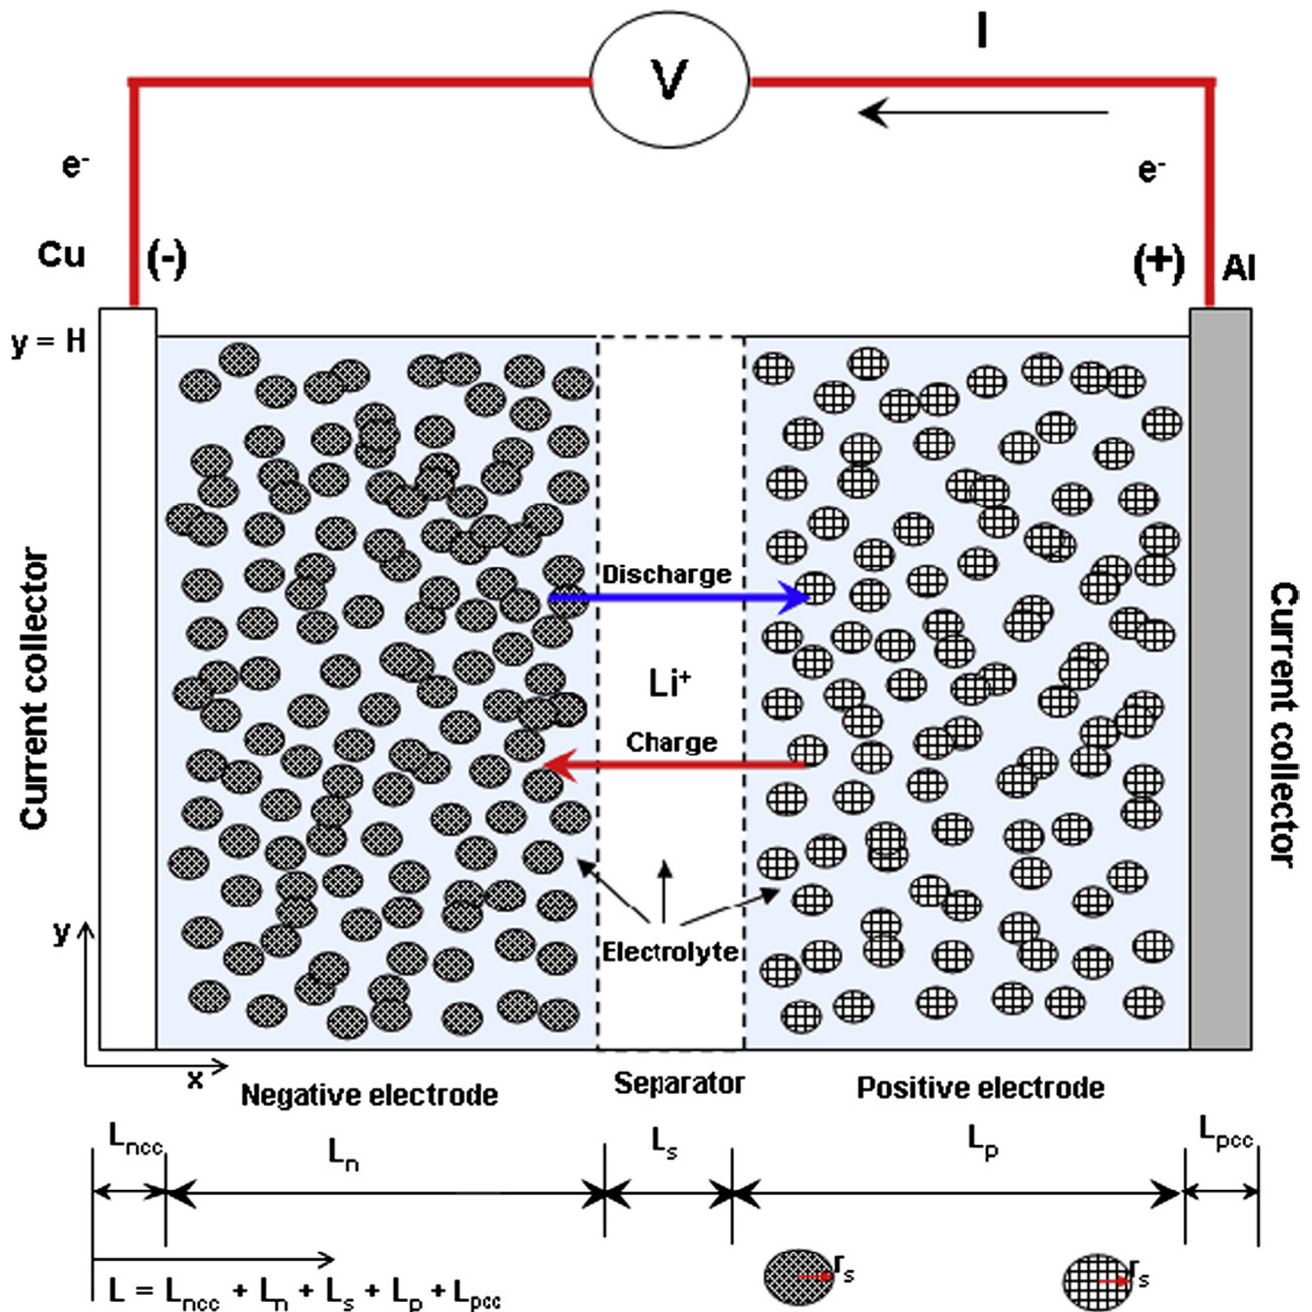 I
V
e⁻
e⁻
Cu
(-)
(+)
Al
y = H
Discharge
Li⁺
Charge
Current collector
Current collector
Electrolyte
y
x
Negative electrode
Separator
Positive electrode
Lncc
Ln
Ls
Lp
Lpcc
rs
rs
L = Lncc + Ln + Ls + Lp + Lpcc